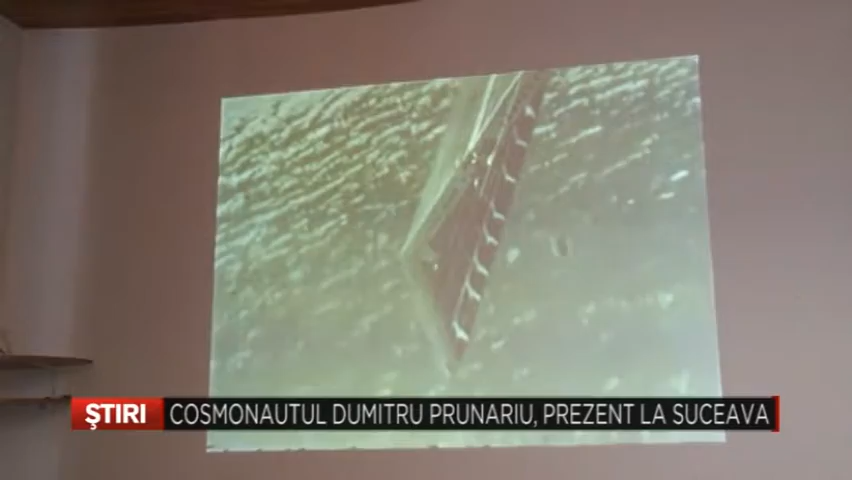 ŞTIRI
COSMONAUTUL DUMITRU PRUNARIU, PREZENT LA SUCEAVA